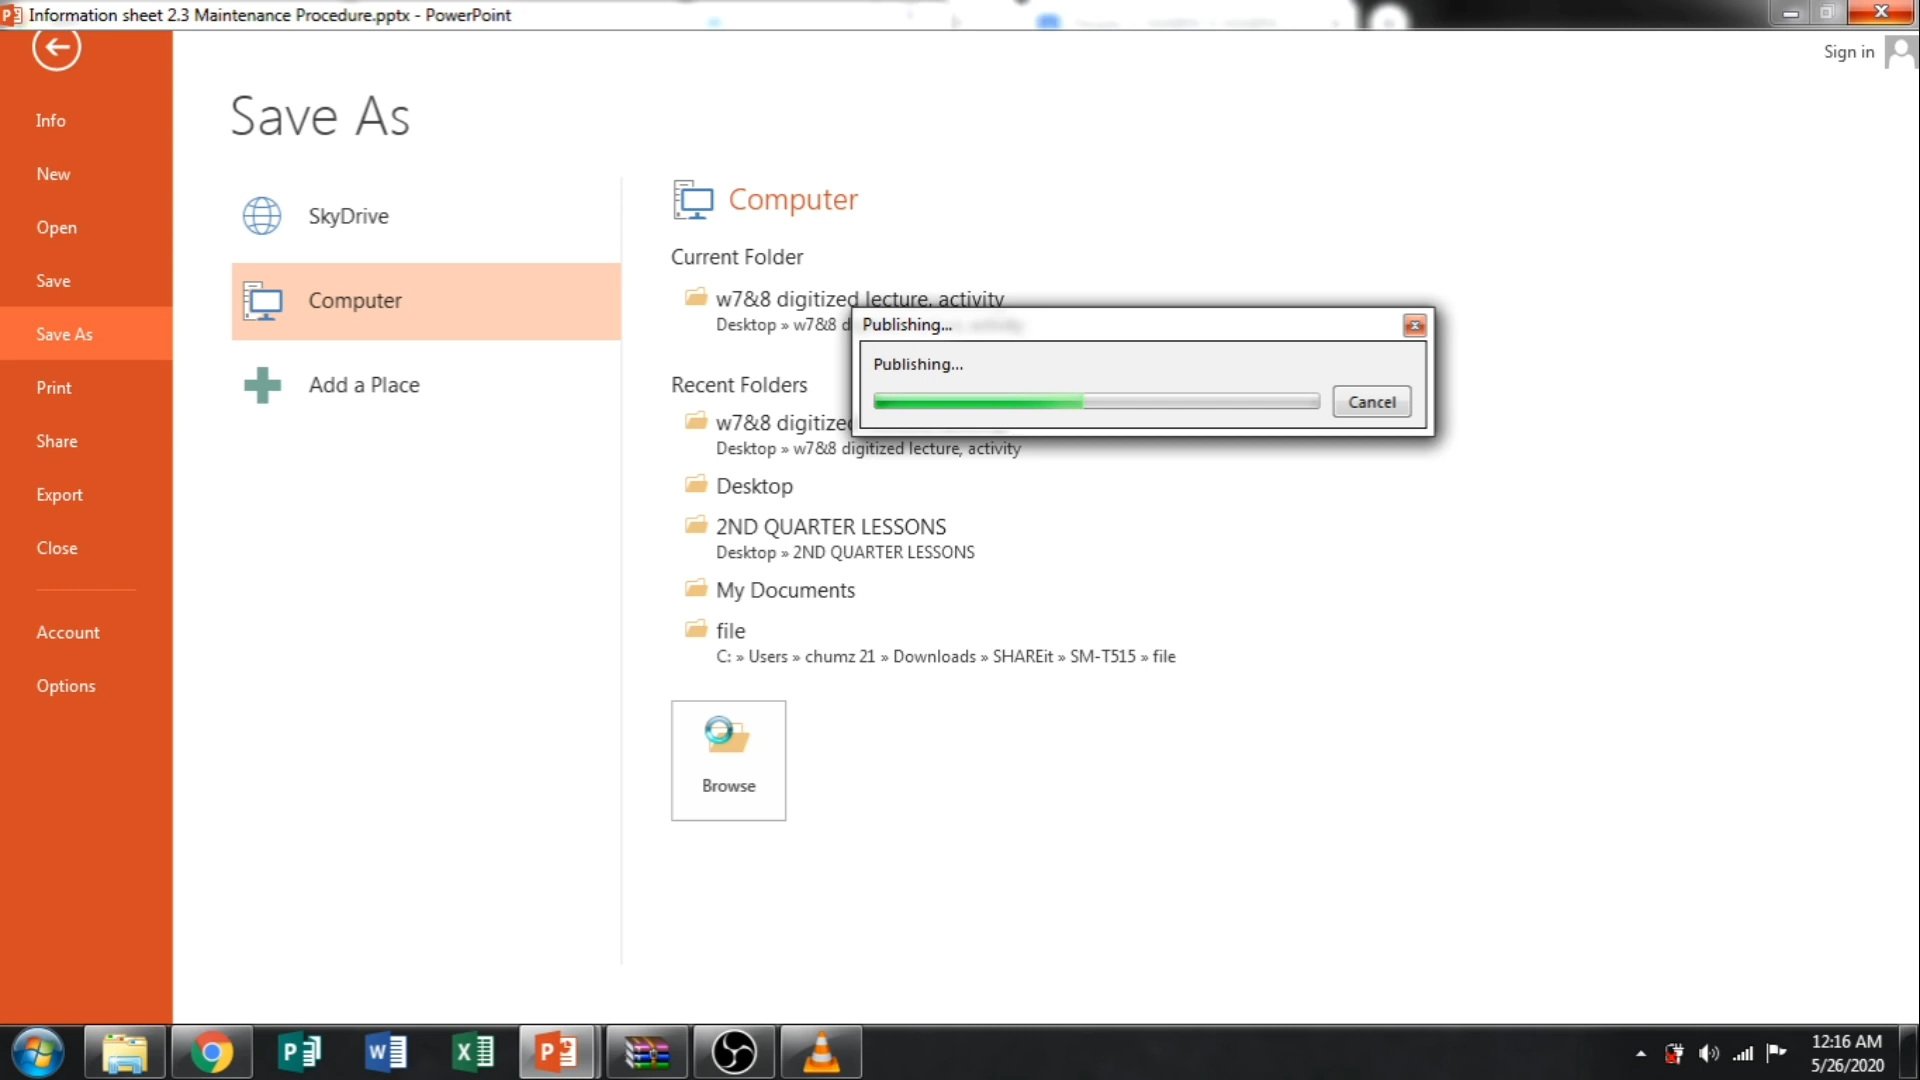 Information sheet 2.3 Maintenance Procedure.pptx - PowerPoint
Sign in
Info
New
Open
Save
Save As
Print
Share
Export
Close
Account
Options
Save As
SkyDrive
Computer
Add a Place
Computer
Current Folder
w7&8 digitized lecture, activity
Desktop » w7&8 d
Recent Folders
w7&8 digitized
Desktop » w7&8 digitized lecture, activity
Desktop
2ND QUARTER LESSONS
Desktop » 2ND QUARTER LESSONS
My Documents
file
C: » Users » chumz 21 » Downloads » SHAREit » SM-T515 » file
Browse
Publishing...
Publishing...
Cancel
12:16 AM
5/26/2020